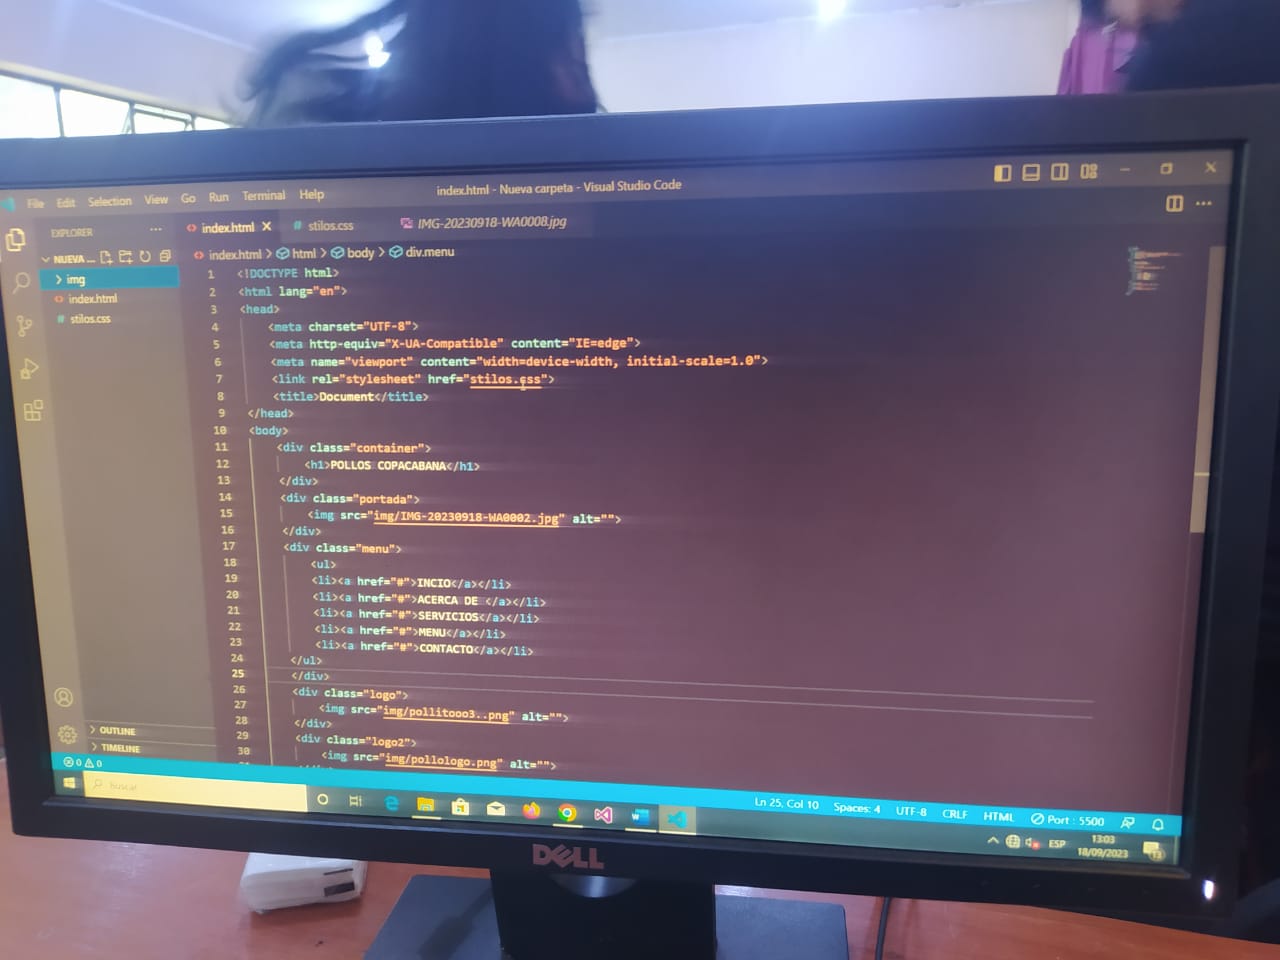 File Edit Selection View Go Run Terminal Help
index.html - Nueva carpeta - Visual Studio Code
EXPLORER
index.html
stilos.css
IMG-20230918-WA0008.jpg
NUEVA ...
index.html > html > body > div.menu
img
index.html
stilos.css
1 <!DOCTYPE html>
2 <html lang="en">
3 <head>
4 <meta charset="UTF-8">
5 <meta http-equiv="X-UA-Compatible" content="IE=edge">
6 <meta name="viewport" content="width=device-width, initial-scale=1.0">
7 <link rel="stylesheet" href="stilos.css">
8 <title>Document</title>
9 </head>
10 <body>
11 <div class="container">
12 <h1>POLLOS COPACABANA</h1>
13 </div>
14 <div class="portada">
15 <img src="img/IMG-20230918-WA0002.jpg" alt="">
16 </div>
17 <div class="menu">
18 <ul>
19 <li><a href="#">INCIO</a></li>
20 <li><a href="#">ACERCA DE </a></li>
21 <li><a href="#">SERVICIOS</a></li>
22 <li><a href="#">MENU</a></li>
23 <li><a href="#">CONTACTO</a></li>
24 </ul>
25 </div>
26 <div class="logo">
27 <img src="img/pollitooo3..png" alt="">
28 </div>
29 <div class="logo2">
30 <img src="img/pollologo.png" alt="">
OUTLINE
TIMELINE
0 0
Ln 25, Col 10 Spaces: 4 UTF-8 CRLF HTML Port : 5500
Buscar
ESP
13:03
18/09/2023
DELL